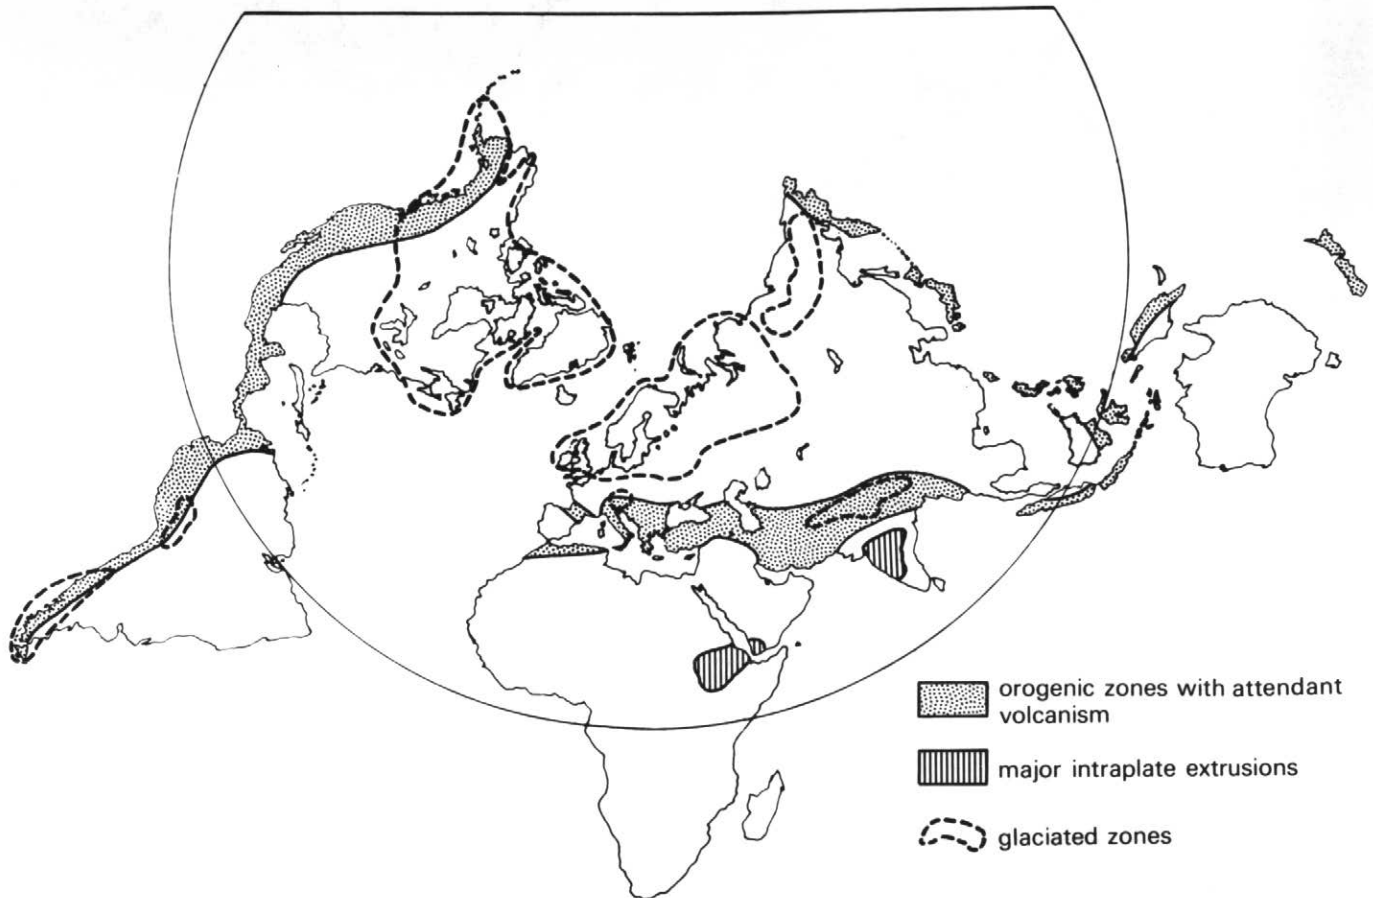 orogenic zones with attendant
volcanism
major intraplate extrusions
glaciated zones